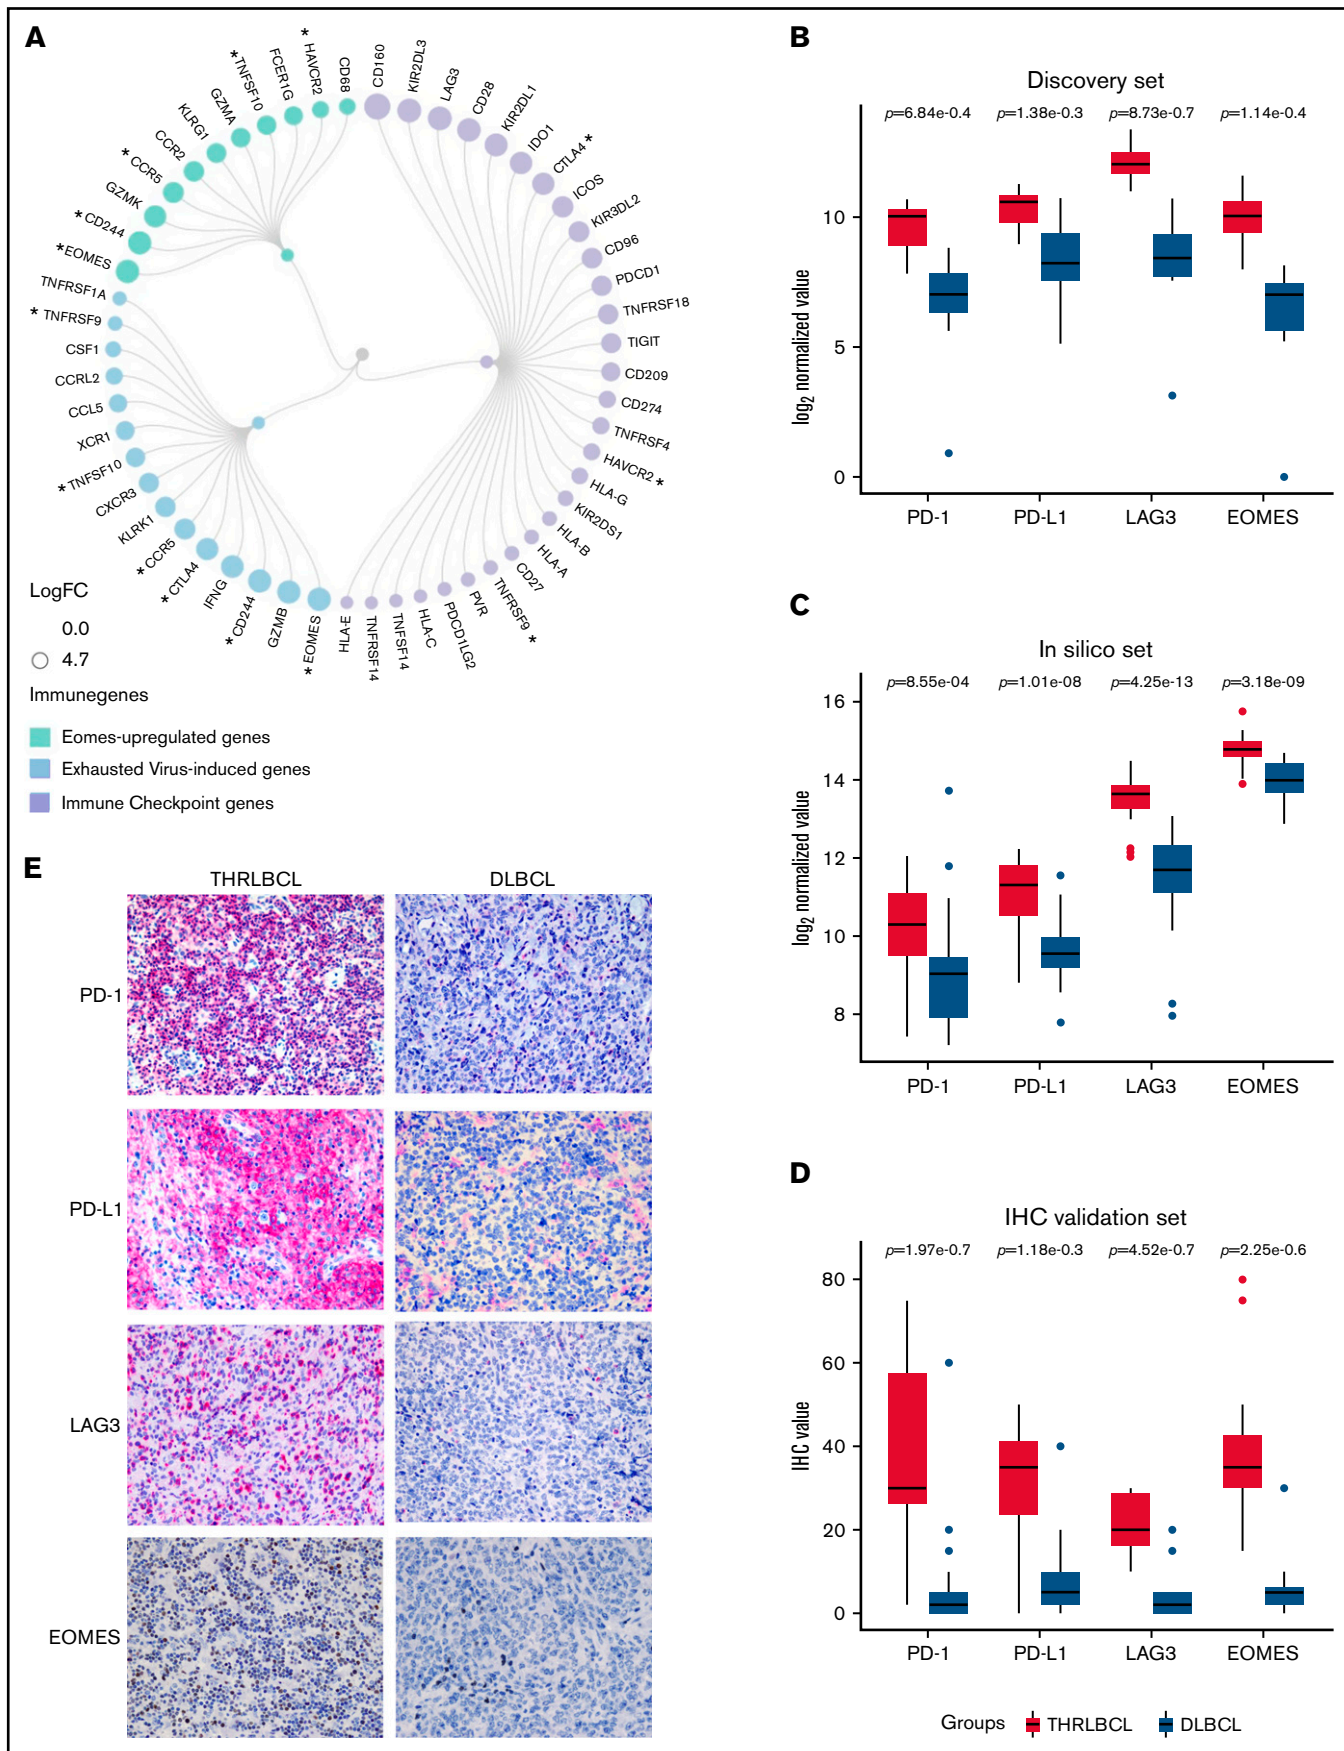 A
CD160
KIR2DL3
LAG3
CD28
KIR2DL1
IDO1
CTLA4 *
ICOS
KIR3DL2
CD96
PDCD1
TNFRSF18
TIGIT
CD209
CD274
TNFRSF4
HAVCR2 *
HLA-G
KIR2DS1
HLA-B
HLA-A
CD27
TNFRSF9 *
PVR
PDCD1LG2
HLA-C
TNFSF14
TNFRSF14
HLA-E
* EOMES
GZMB
* CD244
IFNG
* CTLA4
* CCR5
KLRK1
CXCR3
* TNFSF10
XCR1
CCL5
CCRL2
CSF1
* TNFRSF9
TNFRSF1A
* EOMES
* CD244
GZMK
* CCR5
CCR2
KLRG1
GZMA
* TNFSF10
FCER1G
* HAVCR2
CD68
LogFC
0.0
4.7
Immunegenes
Eomes-upregulated genes
Exhausted Virus-induced genes
Immune Checkpoint genes
B
Discovery set
p=6.84e-0.4 p=1.38e-0.3 p=8.73e-0.7 p=1.14e-0.4
log2 normalized value
10
5
0
PD-1 PD-L1 LAG3 EOMES
C
In silico set
p=8.55e-04 p=1.01e-08 p=4.25e-13 p=3.18e-09
log2 normalized value
16
14
12
10
8
PD-1 PD-L1 LAG3 EOMES
D
IHC validation set
p=1.97e-0.7 p=1.18e-0.3 p=4.52e-0.7 p=2.25e-0.6
IHC value
80
60
40
20
0
PD-1 PD-L1 LAG3 EOMES
Groups THRLBCL DLBCL
E
THRLBCL DLBCL
PD-1
PD-L1
LAG3
EOMES